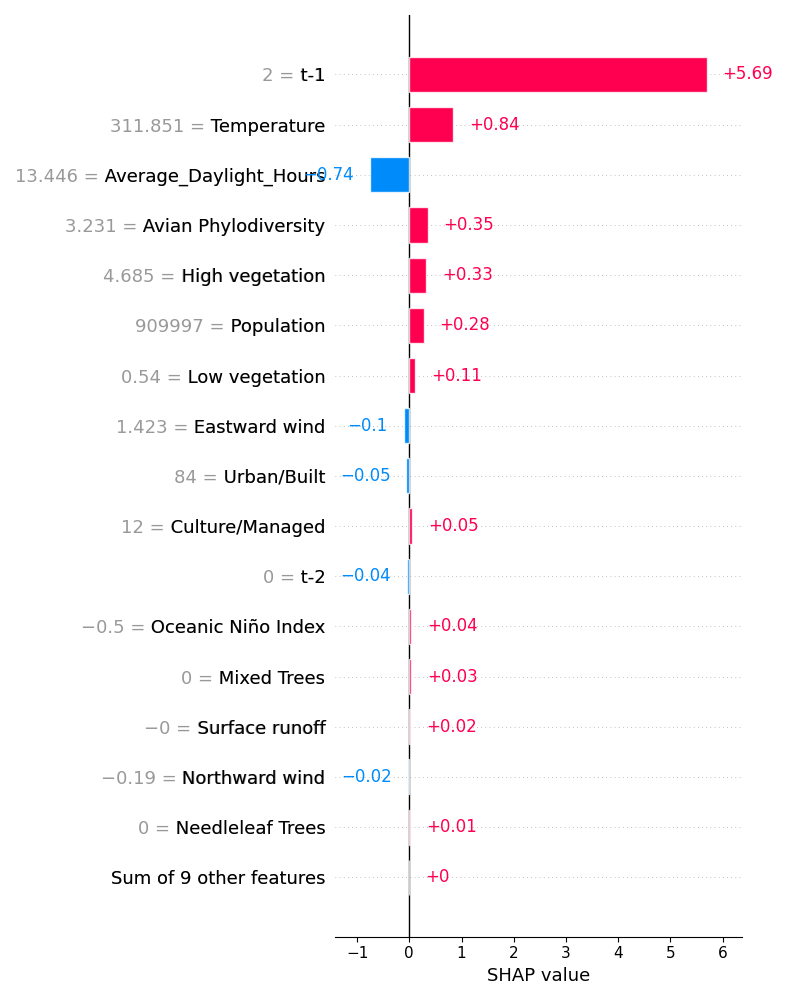 2 = t-1 +5.69
311.851 = Temperature +0.84
13.446 = Average_Daylight_Hours −0.74
3.231 = Avian Phylodiversity +0.35
4.685 = High vegetation +0.33
909997 = Population +0.28
0.54 = Low vegetation +0.11
1.423 = Eastward wind −0.1
84 = Urban/Built −0.05
12 = Culture/Managed +0.05
0 = t-2 −0.04
−0.5 = Oceanic Niño Index +0.04
0 = Mixed Trees +0.03
−0 = Surface runoff +0.02
−0.19 = Northward wind −0.02
0 = Needleleaf Trees +0.01
Sum of 9 other features +0
−1 0 1 2 3 4 5 6
SHAP value